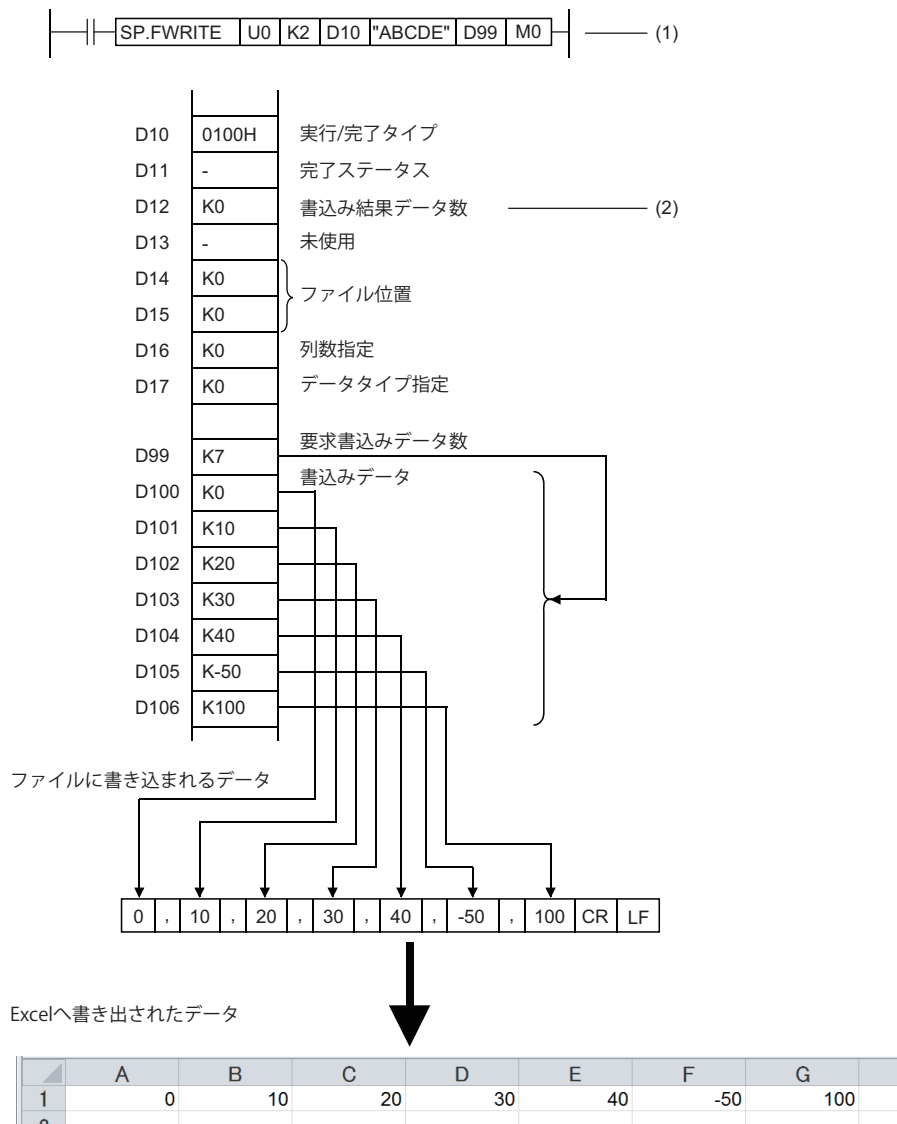 SP.FWRITE U0 K2 D10 "ABCDE" D99 M0 (1)
D10 0100H 実行/完了タイプ
D11 - 完了ステータス
D12 K0 書込み結果データ数 (2)
D13 - 未使用
D14 K0
ファイル位置
D15 K0
D16 K0 列数指定
D17 K0 データタイプ指定
要求書込みデータ数
D99 K7
書込みデータ
D100 K0
D101 K10
D102 K20
D103 K30
D104 K40
D105 K-50
D106 K100
ファイルに書き込まれるデータ
0 , 10 , 20 , 30 , 40 , -50 , 100 CR LF
Excelへ書き出されたデータ
A B C D E F G
1 0 10 20 30 40 -50 100